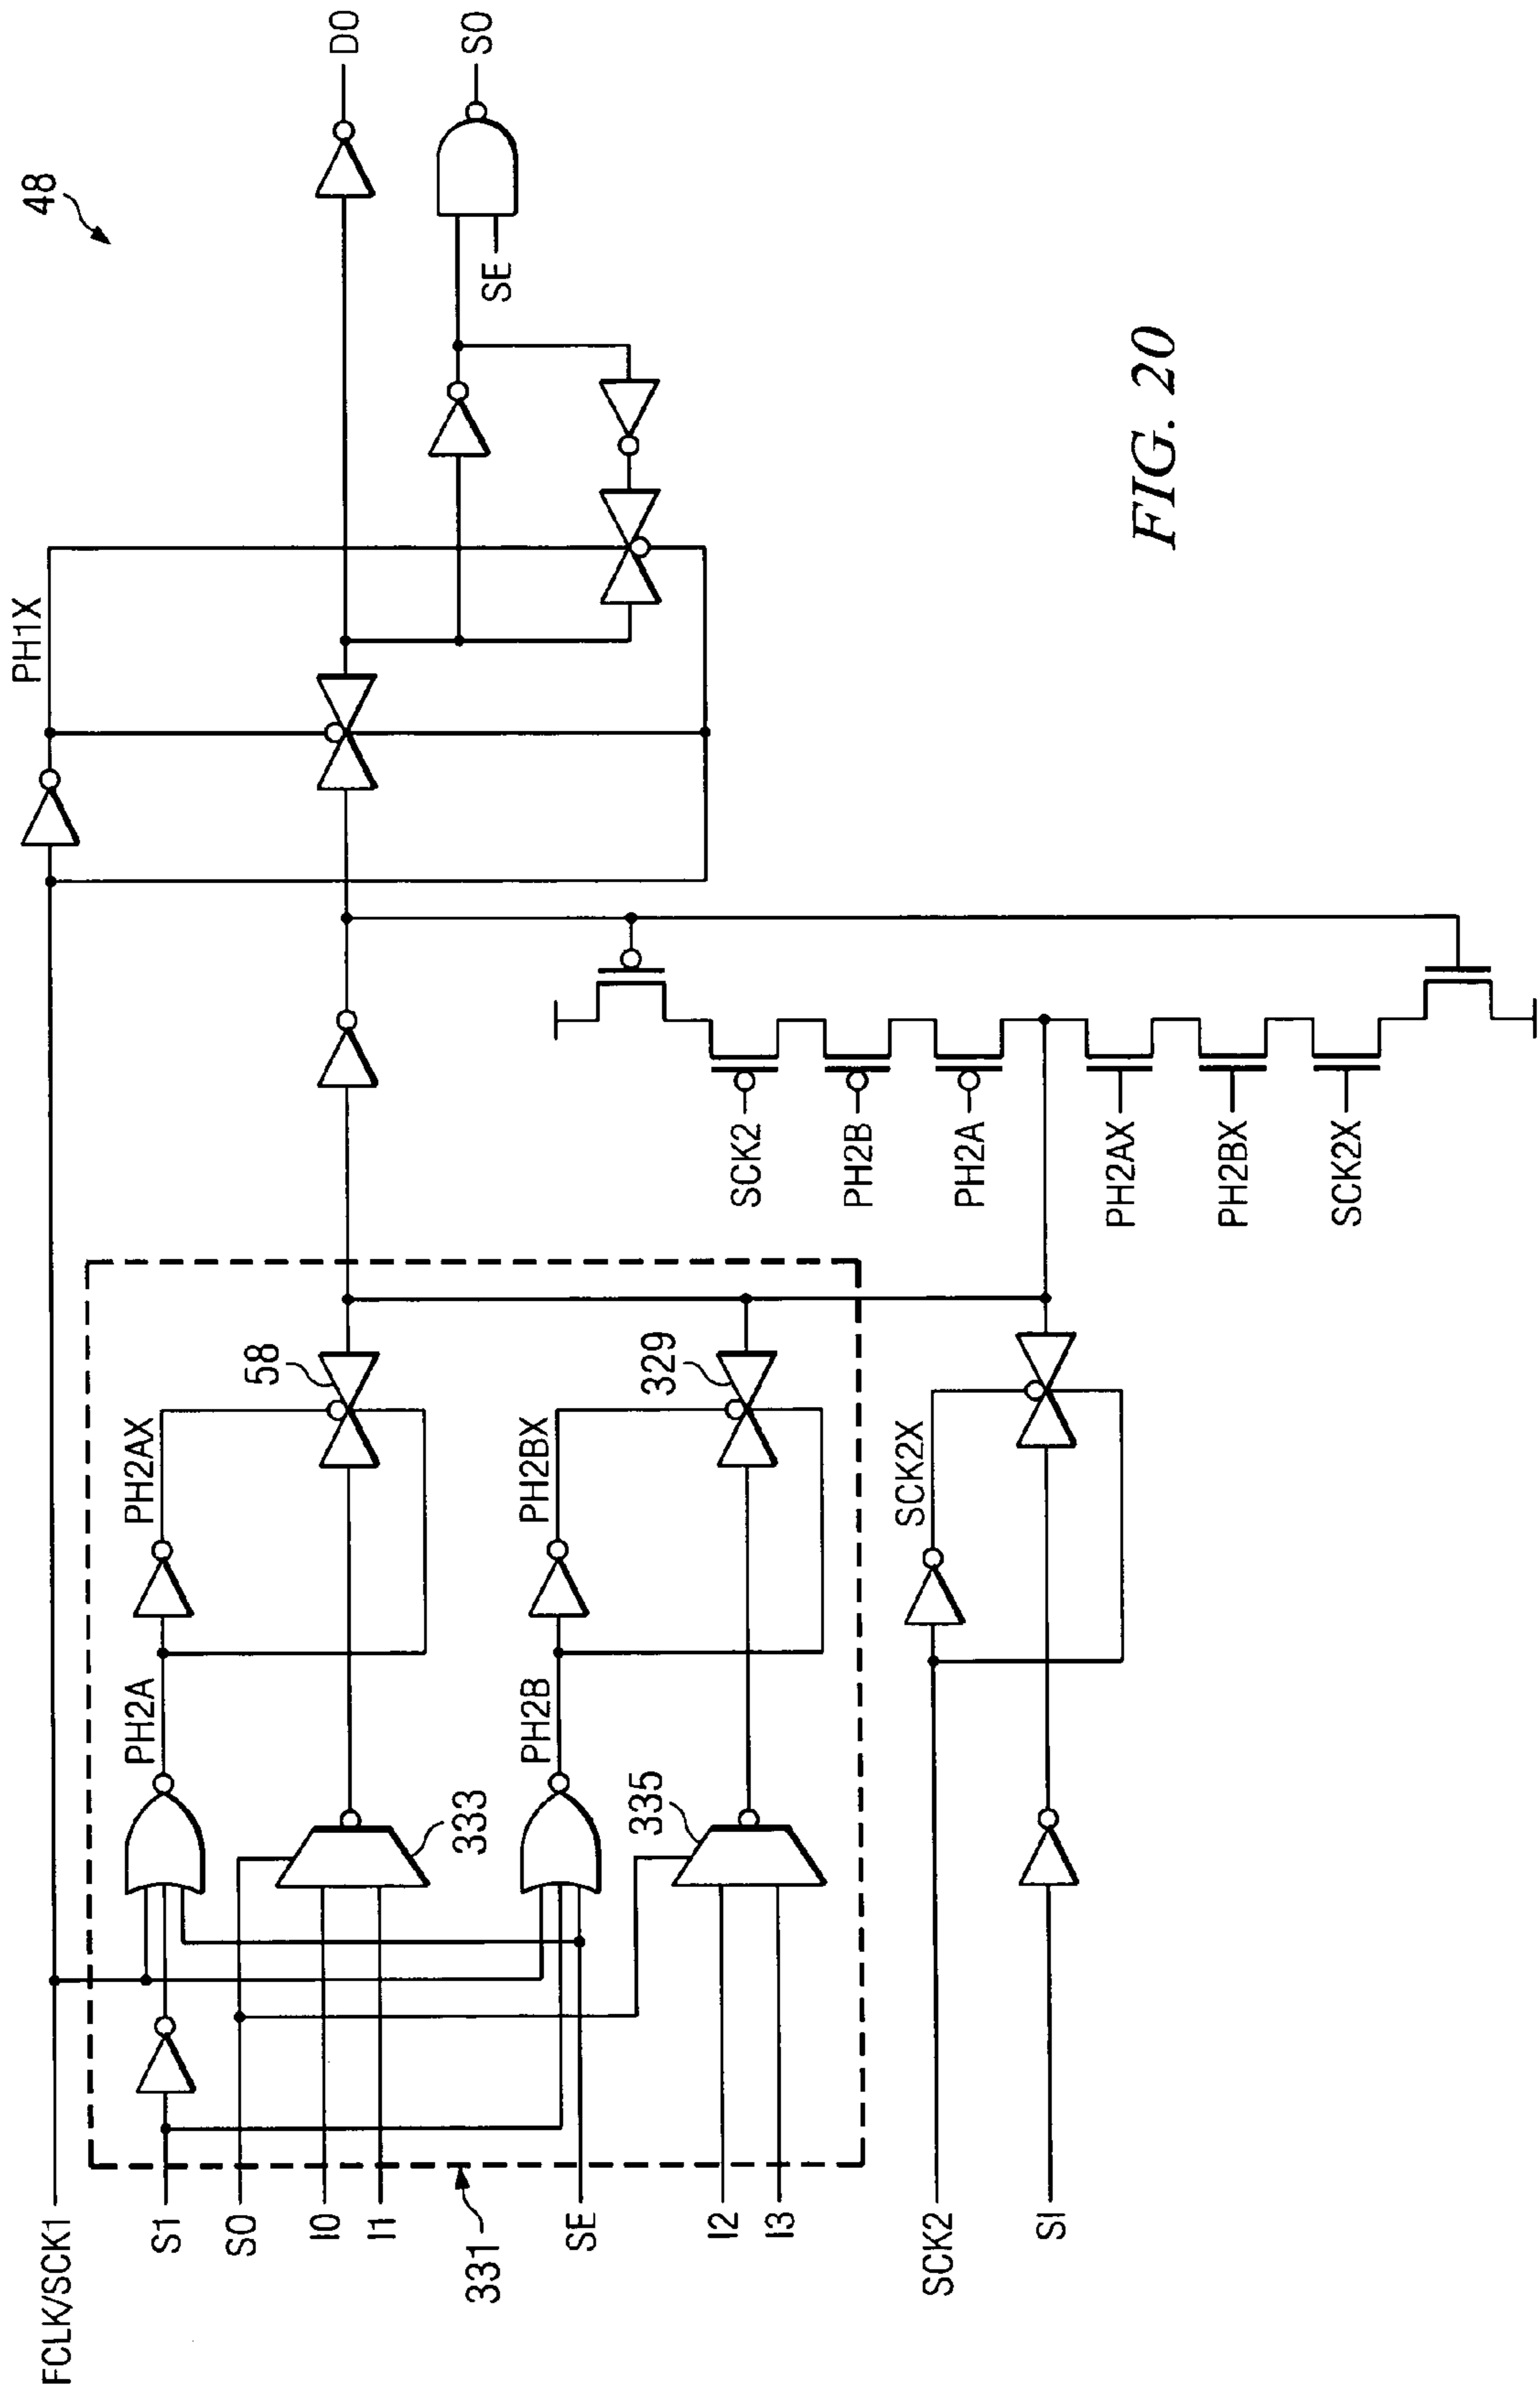 48
FCLK/SCK1
PH1X
DO
S1
PH2A
PH2AX
58
SO
SO
I0
I1
333
SE
331
SE
PH2B
PH2BX
329
I2
I3
335
SCK2
SCK2X
SI
SCK2
PH2B
PH2A
PH2AX
PH2BX
SCK2X
FIG. 20